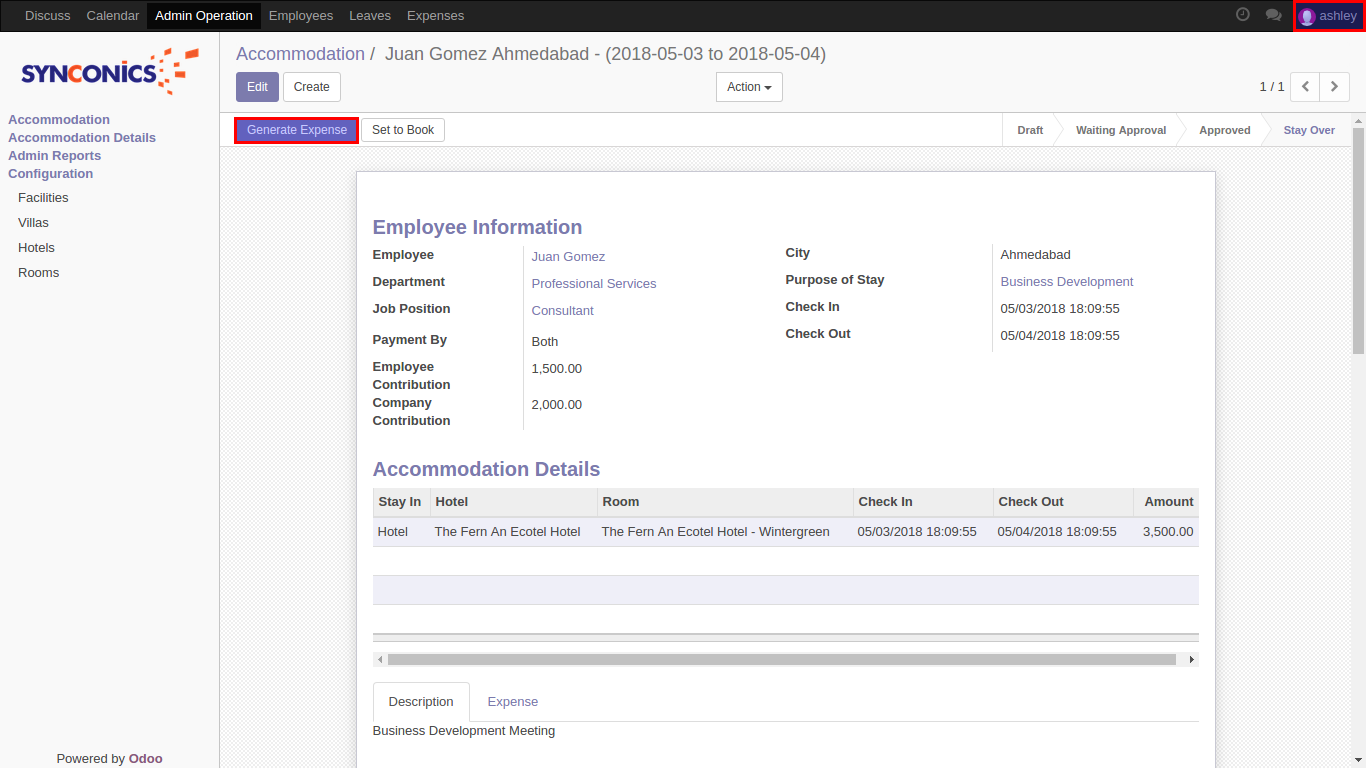 Discuss Calendar Admin Operation Employees Leaves Expenses ashley
SYNCONICS
Accommodation
Accommodation Details
Admin Reports
Configuration
Facilities
Villas
Hotels
Rooms
Powered by Odoo
Accommodation / Juan Gomez Ahmedabad - (2018-05-03 to 2018-05-04)
Edit Create Action 1 / 1
Generate Expense Set to Book Draft Waiting Approval Approved Stay Over
Employee Information
Employee Juan Gomez
Department Professional Services
Job Position Consultant
Payment By Both
Employee
Contribution 1,500.00
Company
Contribution 2,000.00
City Ahmedabad
Purpose of Stay Business Development
Check In 05/03/2018 18:09:55
Check Out 05/04/2018 18:09:55
Accommodation Details
Stay In Hotel Room Check In Check Out Amount
Hotel The Fern An Ecotel Hotel The Fern An Ecotel Hotel - Wintergreen 05/03/2018 18:09:55 05/04/2018 18:09:55 3,500.00
Description Expense
Business Development Meeting